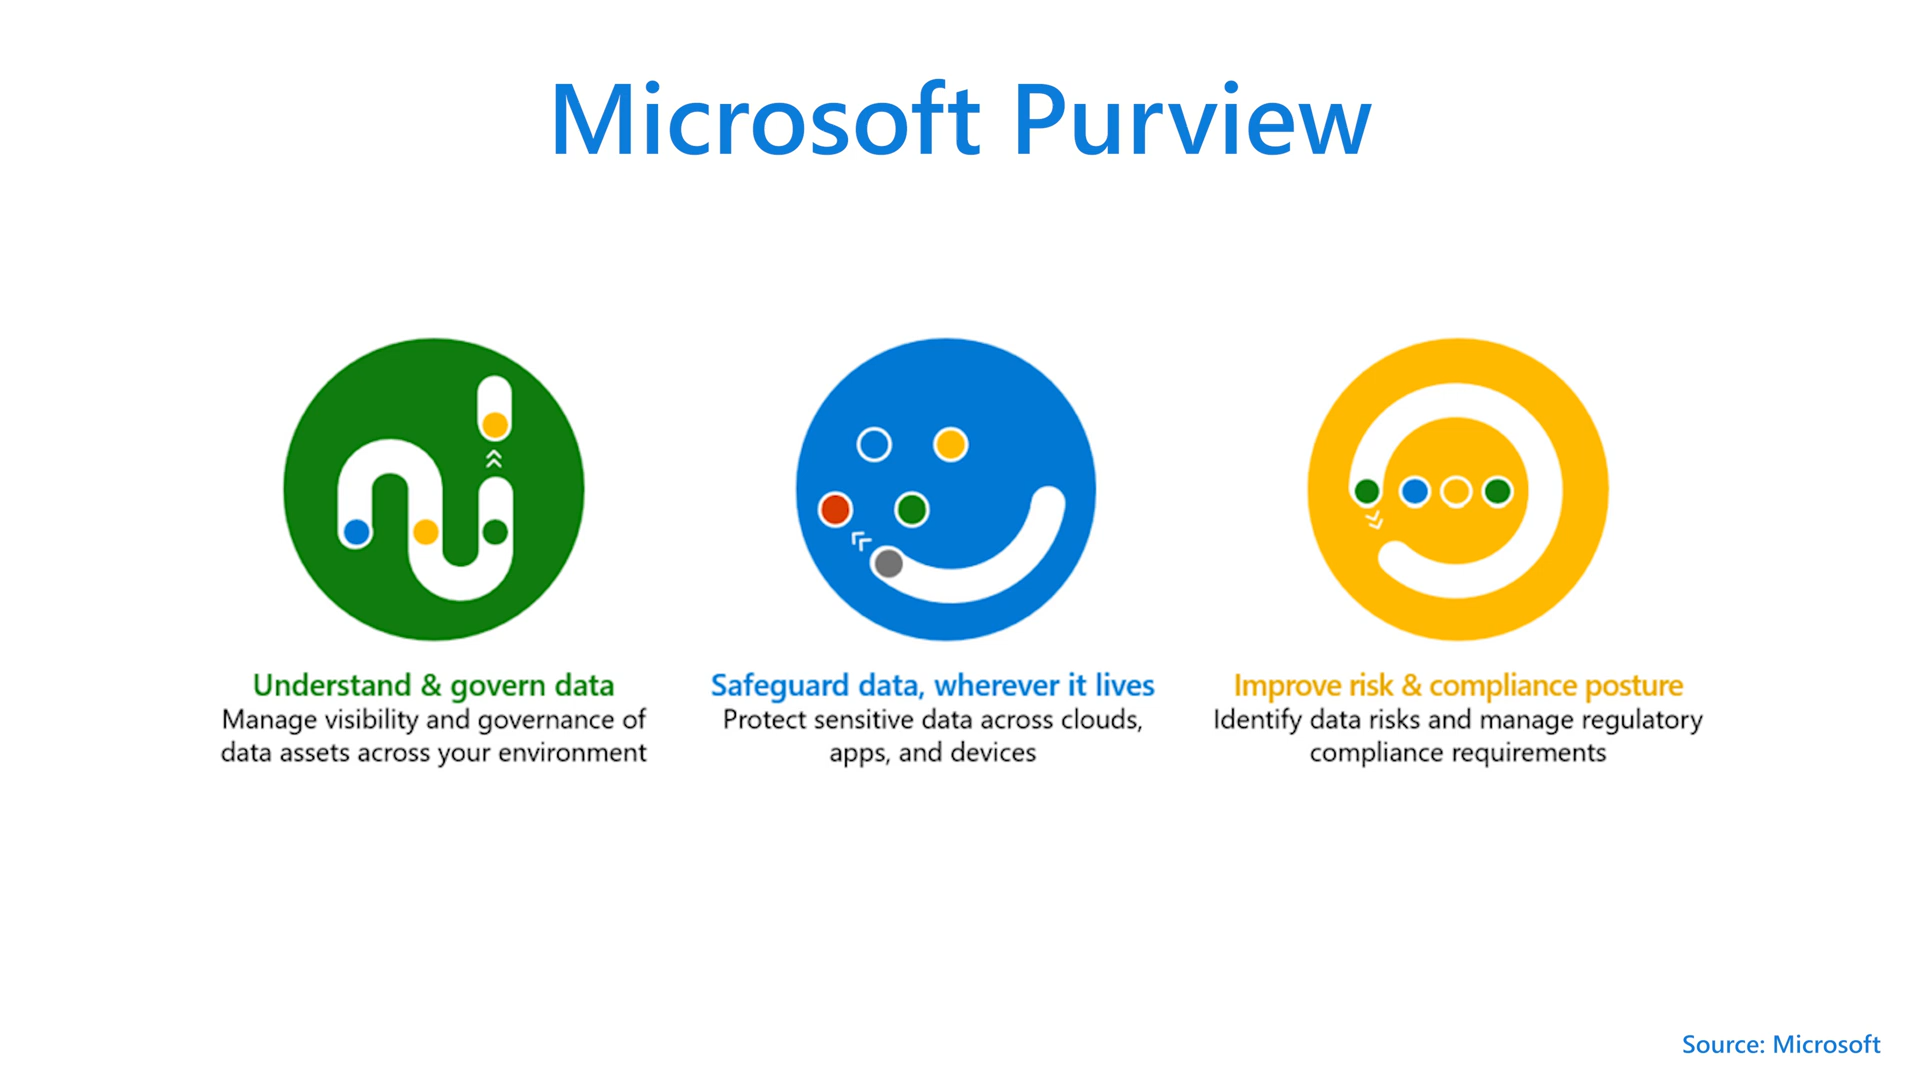 Microsoft Purview
Understand & govern data
Manage visibility and governance of
data assets across your environment
Safeguard data, wherever it lives
Protect sensitive data across clouds,
apps, and devices
Improve risk & compliance posture
Identify data risks and manage regulatory
compliance requirements
Source: Microsoft